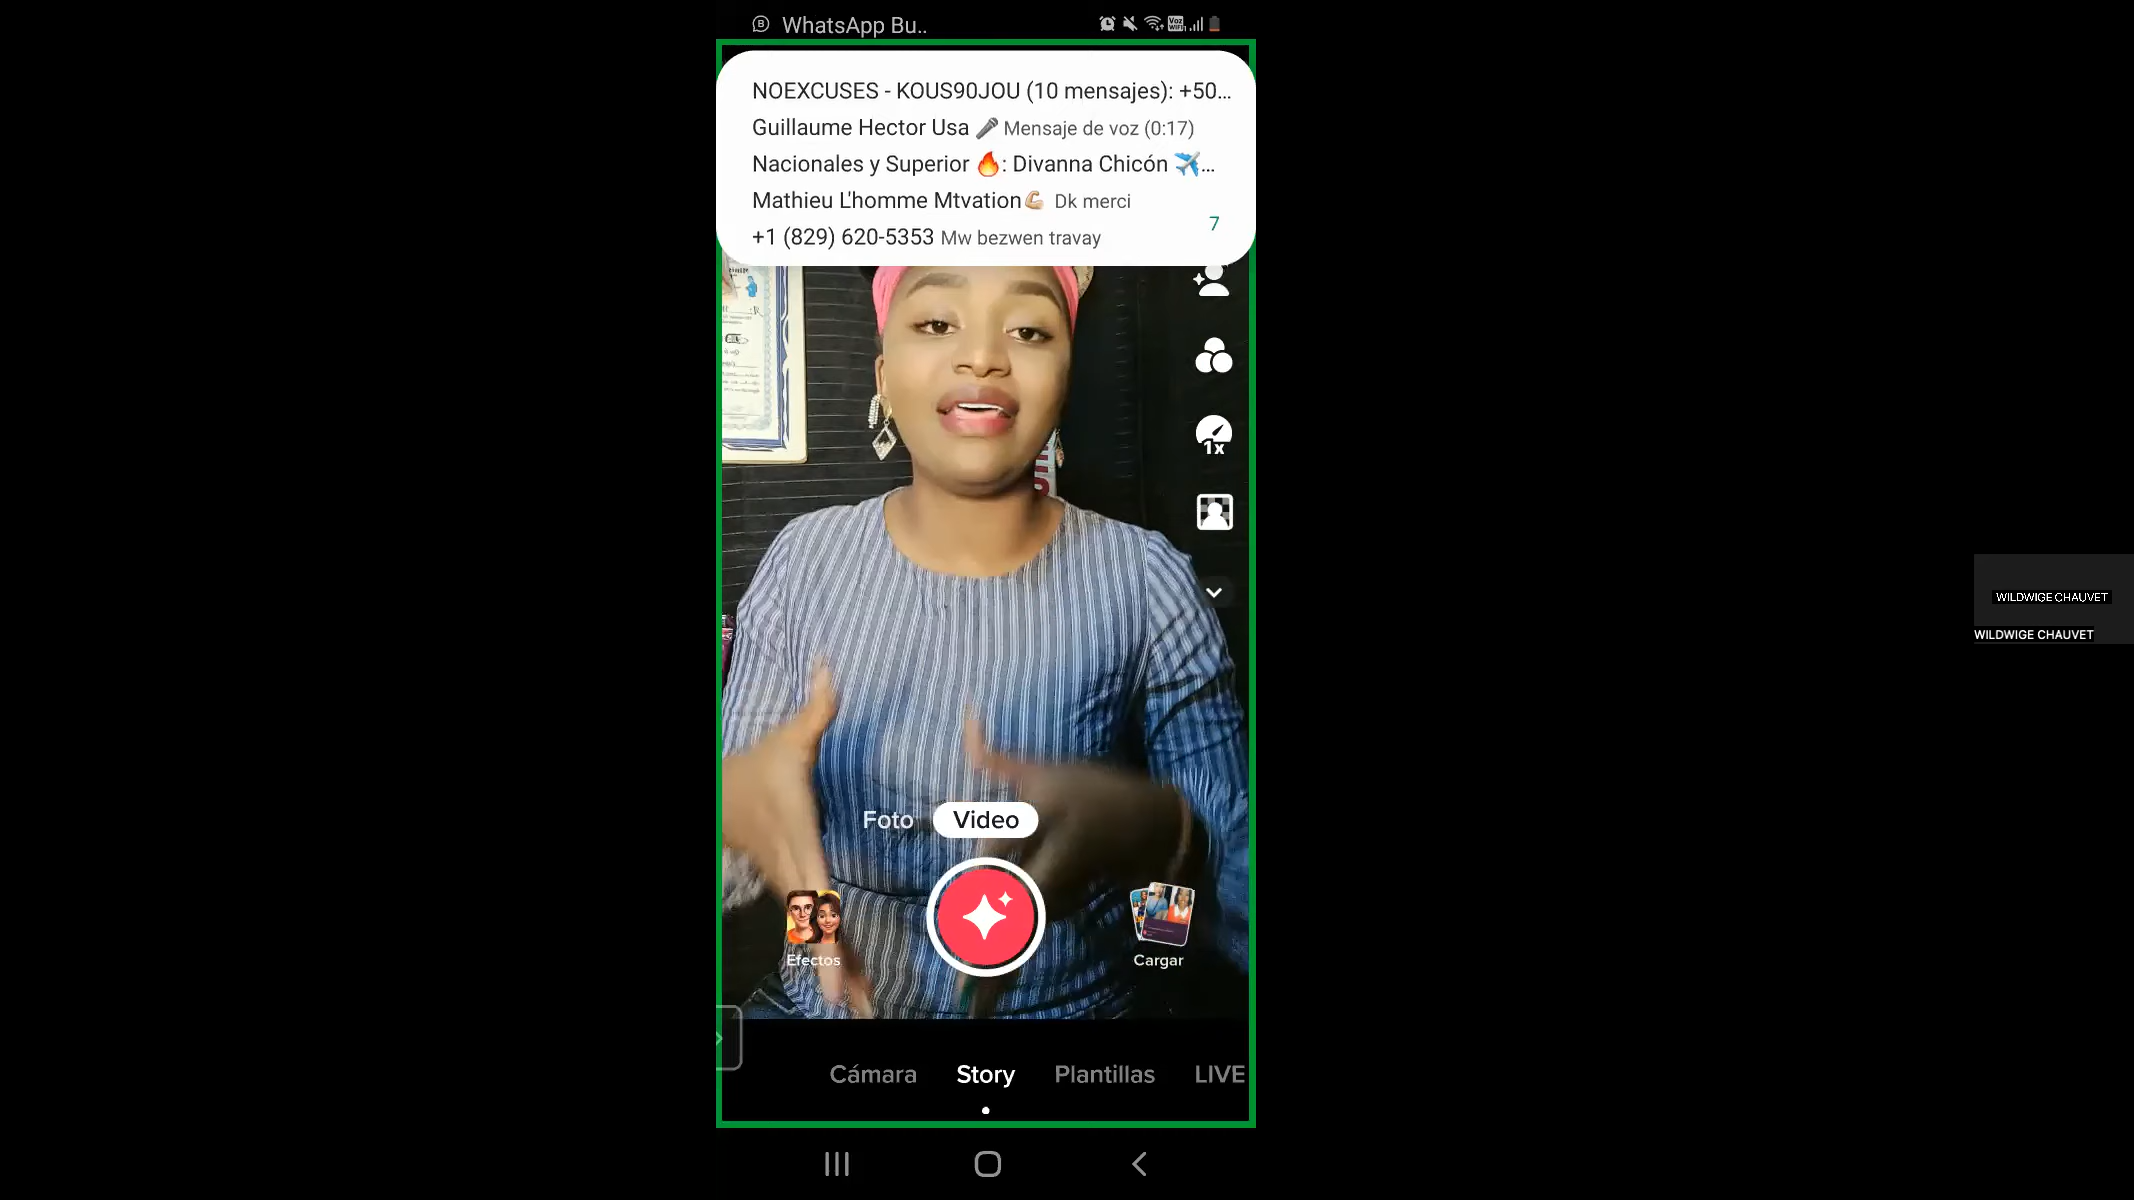 WhatsApp Bu..
NOEXCUSES - KOUS90JOU (10 mensajes): +50...
Guillaume Hector Usa 🎤 Mensaje de voz (0:17)
Nacionales y Superior 🔥: Divanna Chicón ✈️...
Mathieu L'homme Mtvation💪🏼 Dk merci
7
+1 (829) 620-5353 Mw bezwen travay
1x
WILDWIGE CHAUVET
WILDWIGE CHAUVET
Foto
Video
Efectos
Cargar
Cámara
Story
Plantillas
LIVE